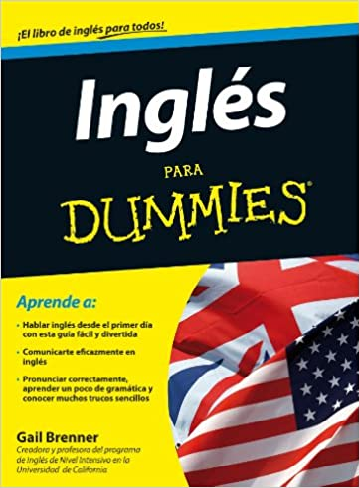 ¡El libro de inglés para todos!
Inglés
PARA
DUMMIES®
Aprende a:
• Hablar inglés desde el primer día
con esta guía fácil y divertida
• Comunicarte eficazmente en
inglés
• Pronunciar correctamente,
aprender un poco de gramática y
conocer muchos trucos sencillos
Gail Brenner
Creadora y profesora del programa
de Inglés de Nivel Intensivo en la
Universidad de California